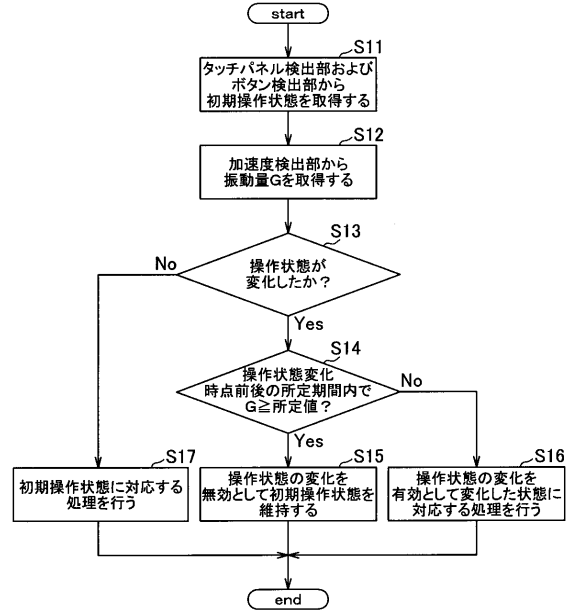 start
S11
タッチパネル検出部および
ボタン検出部から
初期操作状態を取得する
S12
加速度検出部から
振動量Gを取得する
S13
操作状態が
変化したか？
No
Yes
S14
操作状態変化
時点前後の所定期間内で
G≧所定値？
No
Yes
S17
初期操作状態に対応する
処理を行う
S15
操作状態の変化を
無効として初期操作状態を
維持する
S16
操作状態の変化を
有効として変化した状態に
対応する処理を行う
end